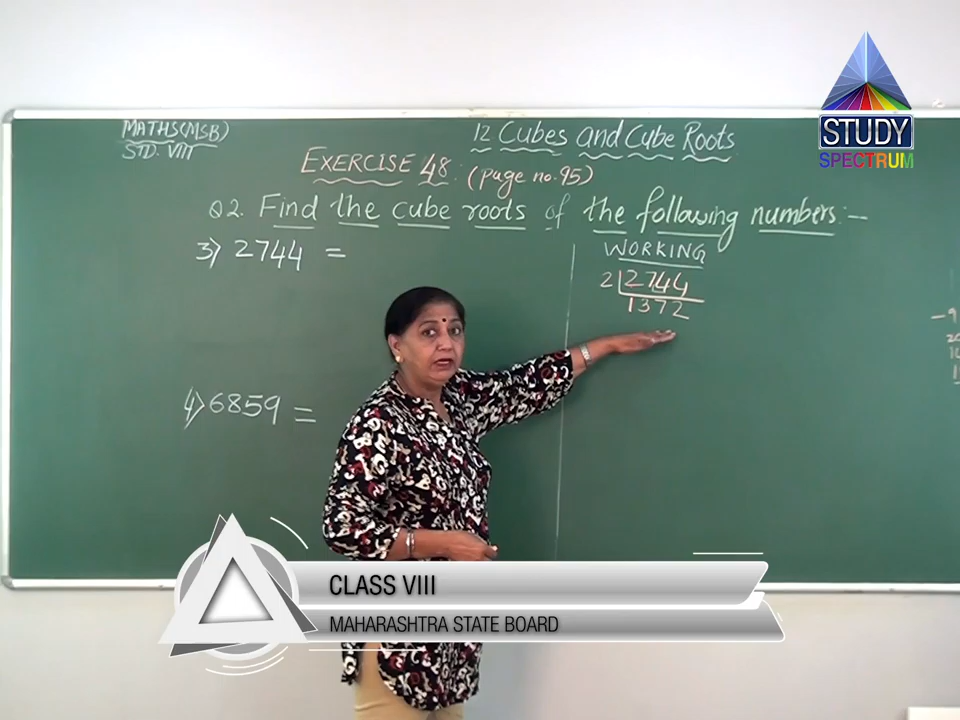 STUDY
SPECTRUM
MATHS(MSB)
STD. VIII
12 Cubes and Cube Roots
EXERCISE 48: (page no. 95)
Q2. Find the cube roots of the following numbers:-
3) 2744 =
WORKING
2 2744
1372
4) 6859 =
CLASS VIII
MAHARASHTRA STATE BOARD